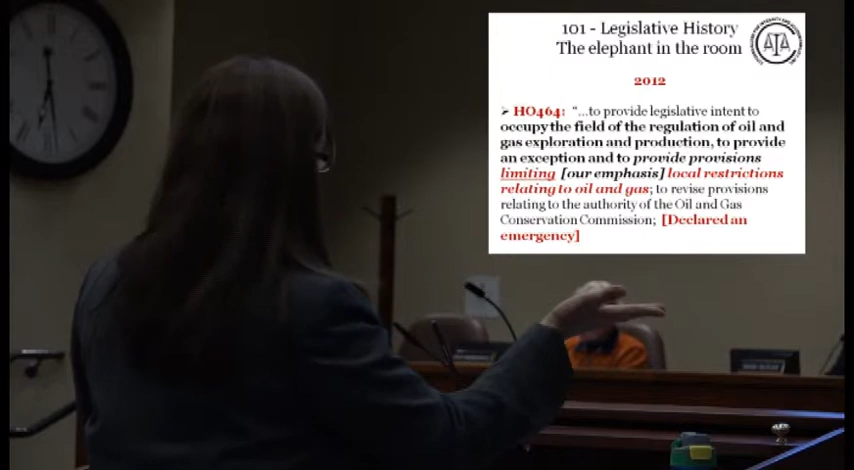 101 - Legislative History
The elephant in the room
AJA
2012
➢ HO464: “...to provide legislative intent to
occupy the field of the regulation of oil and
gas exploration and production, to provide
an exception and to provide provisions
limiting [our emphasis] local restrictions
relating to oil and gas; to revise provisions
relating to the authority of the Oil and Gas
Conservation Commission; [Declared an
emergency]